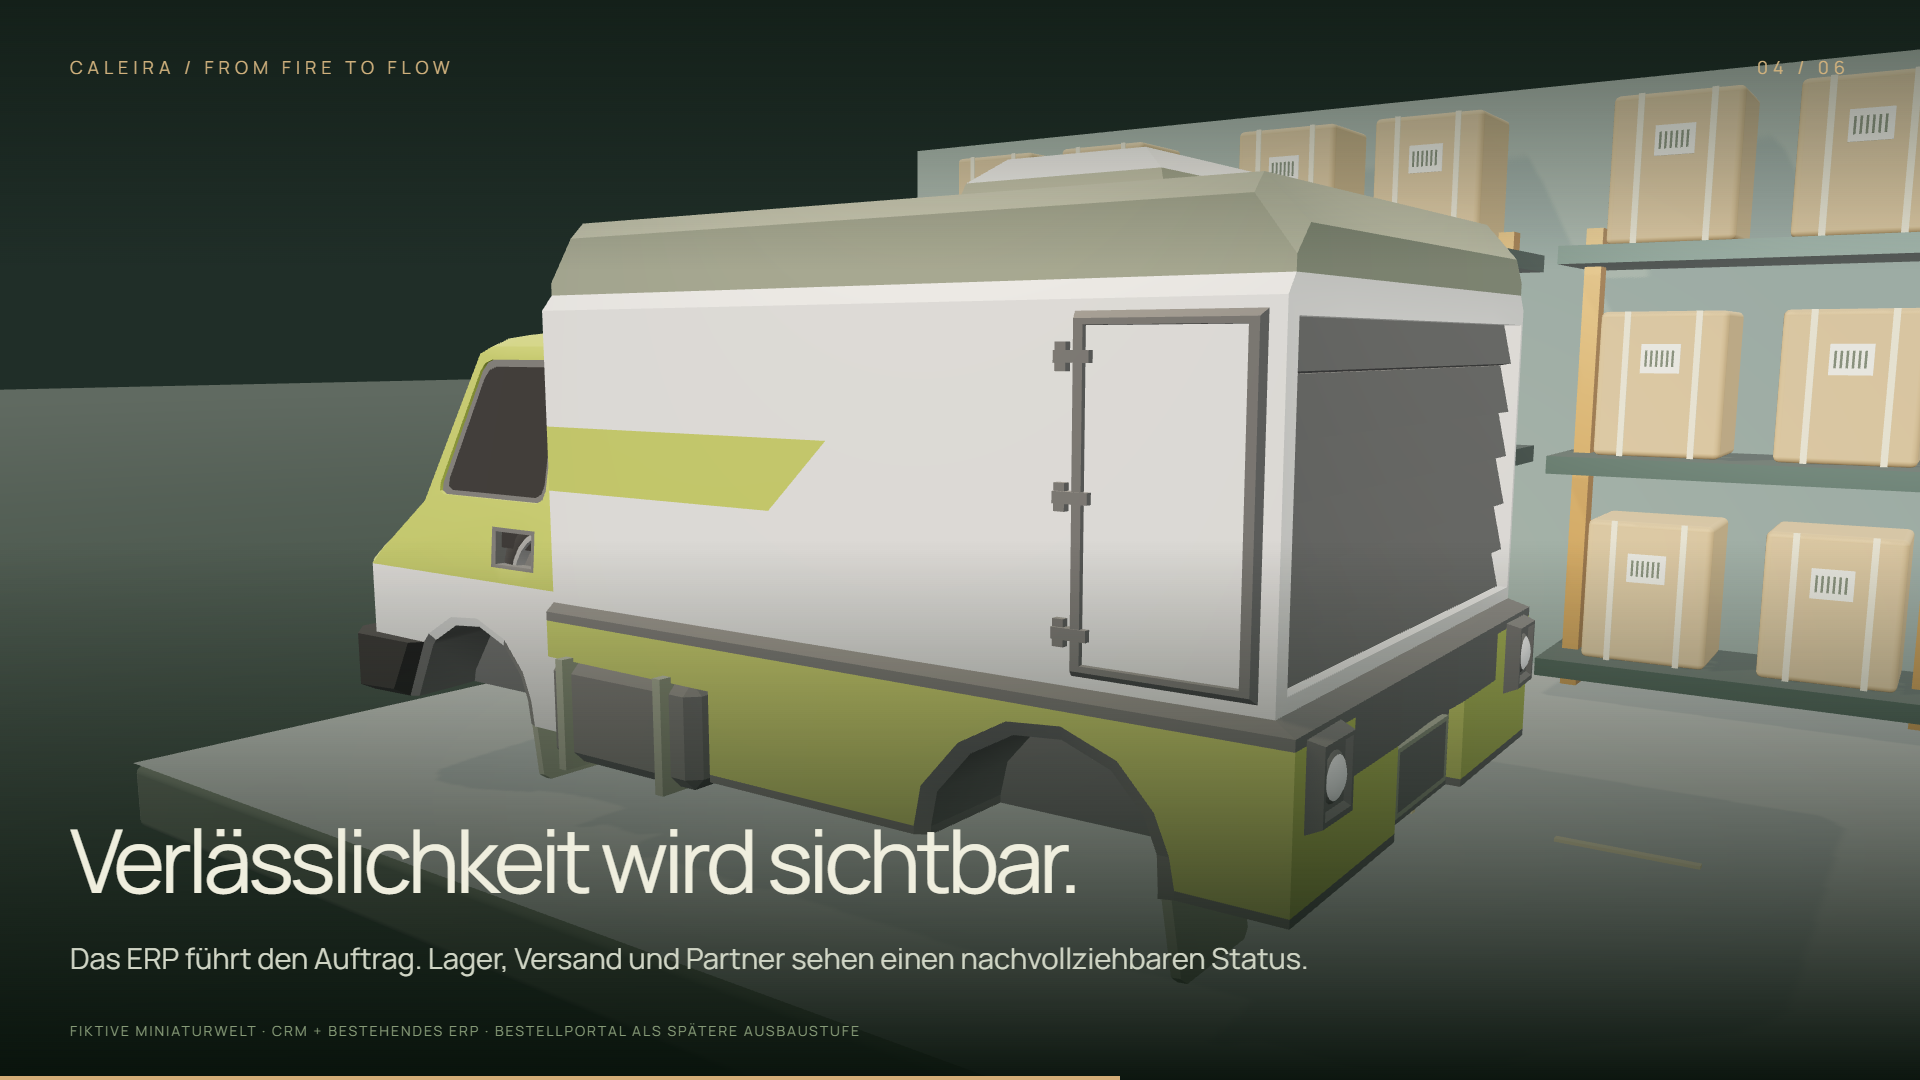 CALEIRA / FROM FIRE TO FLOW
04 / 06
Verlässlichkeit wird sichtbar.
Das ERP führt den Auftrag. Lager, Versand und Partner sehen einen nachvollziehbaren Status.
FIKTIVE MINIATURWELT · CRM + BESTEHENDES ERP · BESTELLPORTAL ALS SPÄTERE AUSBAUSTUFE